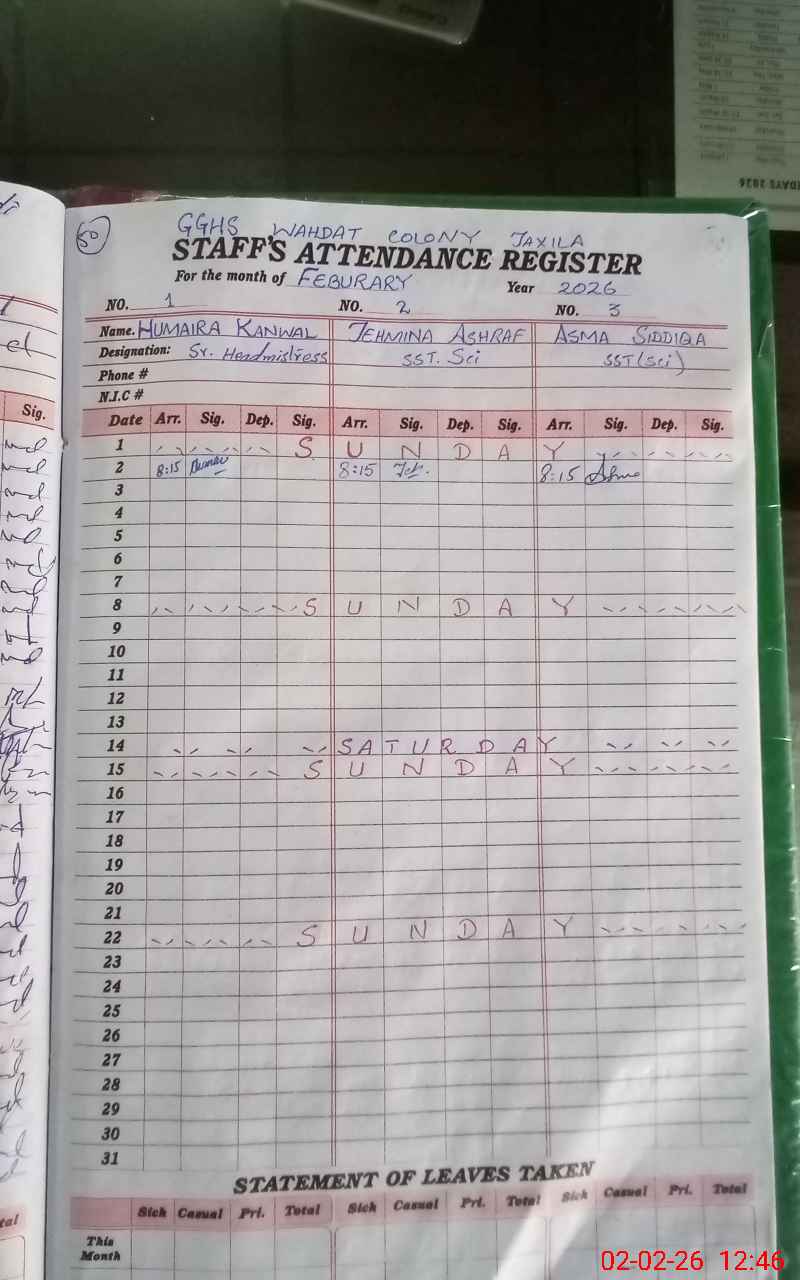 50
GGHS WAHDAT COLONY TAXILA
STAFF'S ATTENDANCE REGISTER
For the month of FEBURARY Year 2026
NO. 1 NO. 2 NO. 3
Name. HUMAIRA KANWAL TEHMINA ASHRAF ASMA SIDDIQA
Designation: Sr. Headmistress SST. Sci SST (Sci)
Phone #
N.I.C #
Date Arr. Sig. Dep. Sig. Arr. Sig. Dep. Sig. Arr. Sig. Dep. Sig.
1 S U N D A Y
2 8:15 8:15 Teh. 8:15 Asma
3
4
5
6
7
8 S U N D A Y
9
10
11
12
13
14 S A T U R D A Y
15 S U N D A Y
16
17
18
19
20
21
22 S U N D A Y
23
24
25
26
27
28
29
30
31
STATEMENT OF LEAVES TAKEN
Sick Casual Pri. Total Sick Casual Pri. Total Sick Casual Pri. Total
This Month
Sig.
02-02-26 12:46